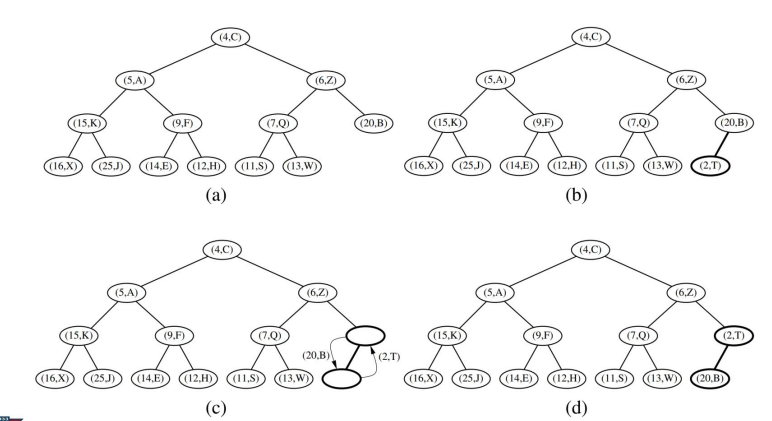 (4,C) (4,C)
(5,A) (6,Z) (5,A) (6,Z)
(15,K) (9,F) (7,Q) (20,B) (15,K) (9,F) (7,Q) (20,B)
(16,X) (25,J) (14,E) (12,H) (11,S) (13,W) (16,X) (25,J) (14,E) (12,H) (11,S) (13,W) (2,T)
(a) (b)
(4,C) (4,C)
(5,A) (6,Z) (5,A) (6,Z)
(15,K) (9,F) (7,Q) (15,K) (9,F) (7,Q) (2,T)
(20,B) (2,T)
(16,X) (25,J) (14,E) (12,H) (11,S) (13,W) (16,X) (25,J) (14,E) (12,H) (11,S) (13,W) (20,B)
(c) (d)